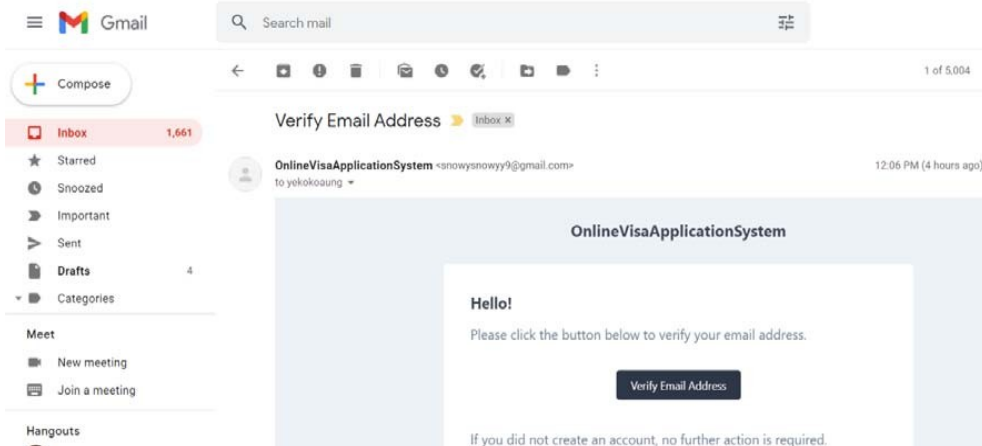 Gmail
Search mail
Compose
1 of 5,004
Verify Email Address
Inbox x
Inbox 1,661
Starred
OnlineVisaApplicationSystem <snowysnowyy9@gmail.com>
12:06 PM (4 hours ago)
to yekokoaung
Snoozed
Important
Sent
Drafts 4
Categories
OnlineVisaApplicationSystem
Hello!
Please click the button below to verify your email address.
Verify Email Address
If you did not create an account, no further action is required.
Meet
New meeting
Join a meeting
Hangouts